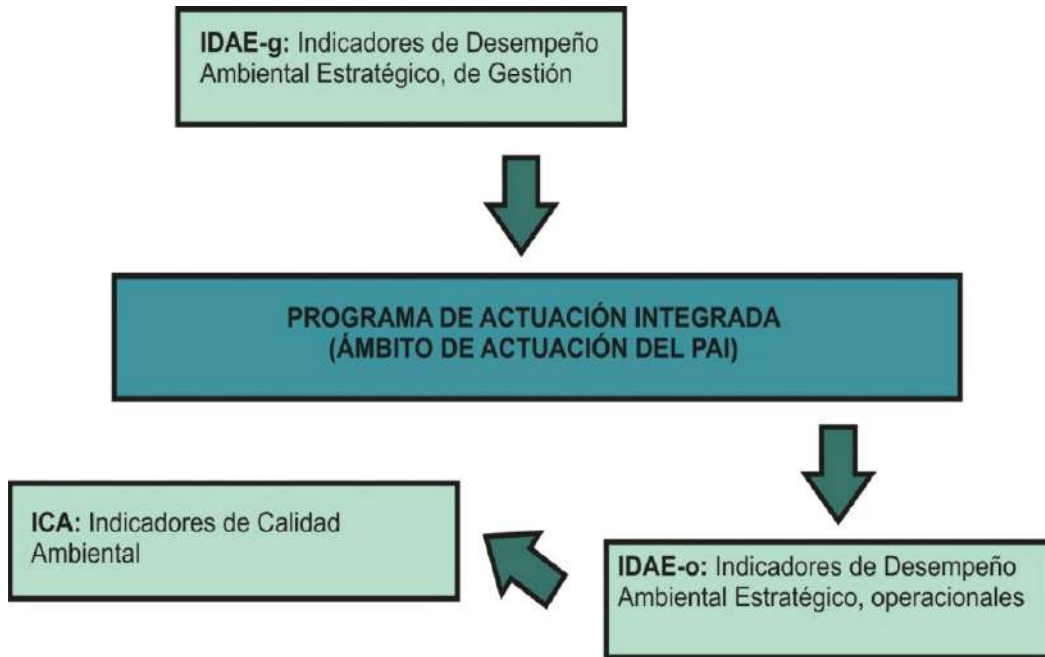 IDAE-g: Indicadores de Desempeño
Ambiental Estratégico, de Gestión
PROGRAMA DE ACTUACIÓN INTEGRADA
(ÁMBITO DE ACTUACIÓN DEL PAI)
ICA: Indicadores de Calidad
Ambiental
IDAE-o: Indicadores de Desempeño
Ambiental Estratégico, operacionales